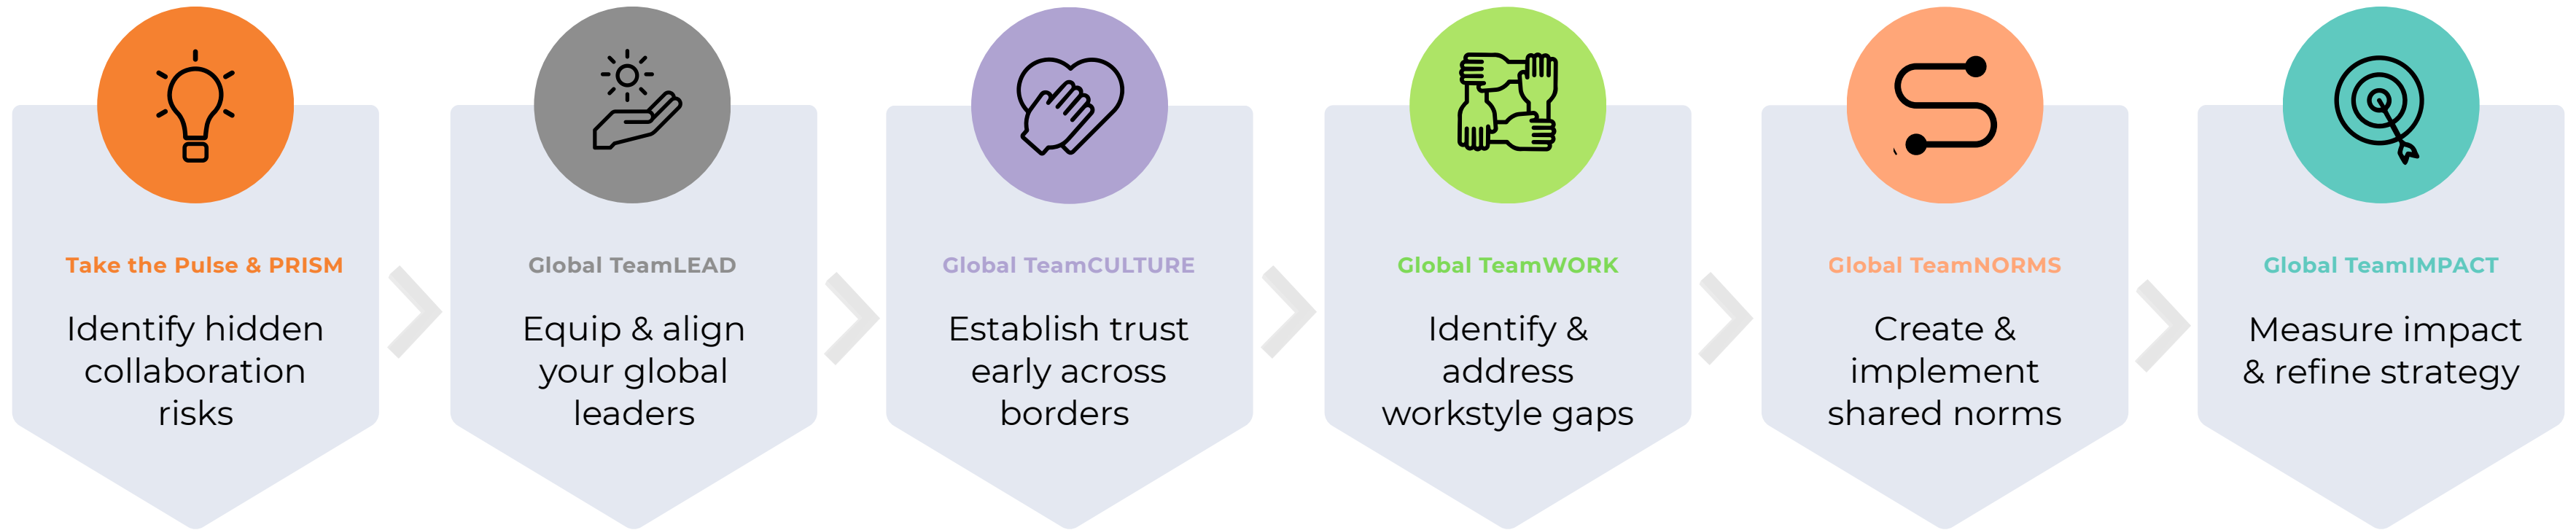 Take the Pulse & PRISM
Identify hidden
collaboration
risks
Global TeamLEAD
Equip & align
your global
leaders
Global TeamCULTURE
Establish trust
early across
borders
Global TeamWORK
Identify &
address
workstyle gaps
Global TeamNORMS
Create &
implement
shared norms
Global TeamIMPACT
Measure impact
& refine strategy